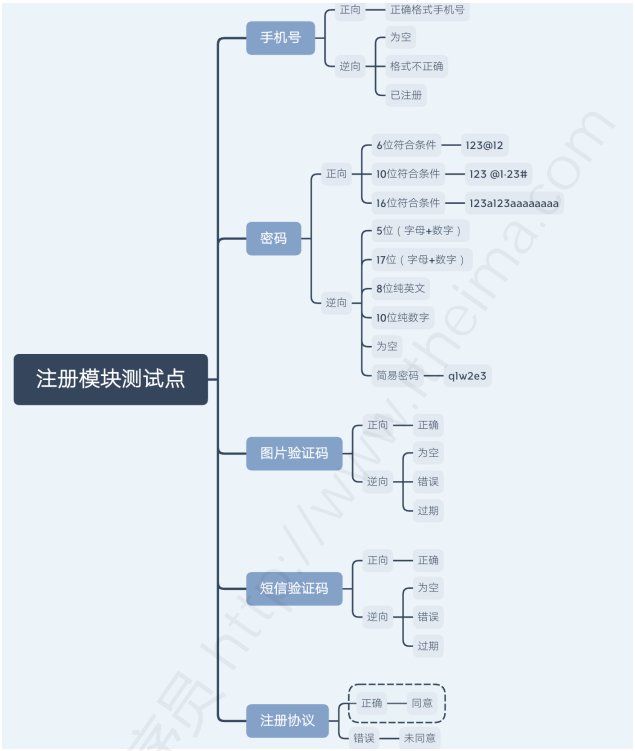 注册模块测试点
手机号
正向
正确格式手机号
逆向
为空
格式不正确
已注册
密码
正向
6位符合条件
123@12
10位符合条件
123 @1·23#
16位符合条件
123a123aaaaaaaaa
逆向
5位（字母+数字）
17位（字母+数字）
8位纯英文
10位纯数字
为空
简易密码
q1w2e3
图片验证码
正向
正确
逆向
为空
错误
过期
短信验证码
正向
正确
逆向
为空
错误
过期
注册协议
正确
同意
错误
未同意
序员 http://www.itheima.com